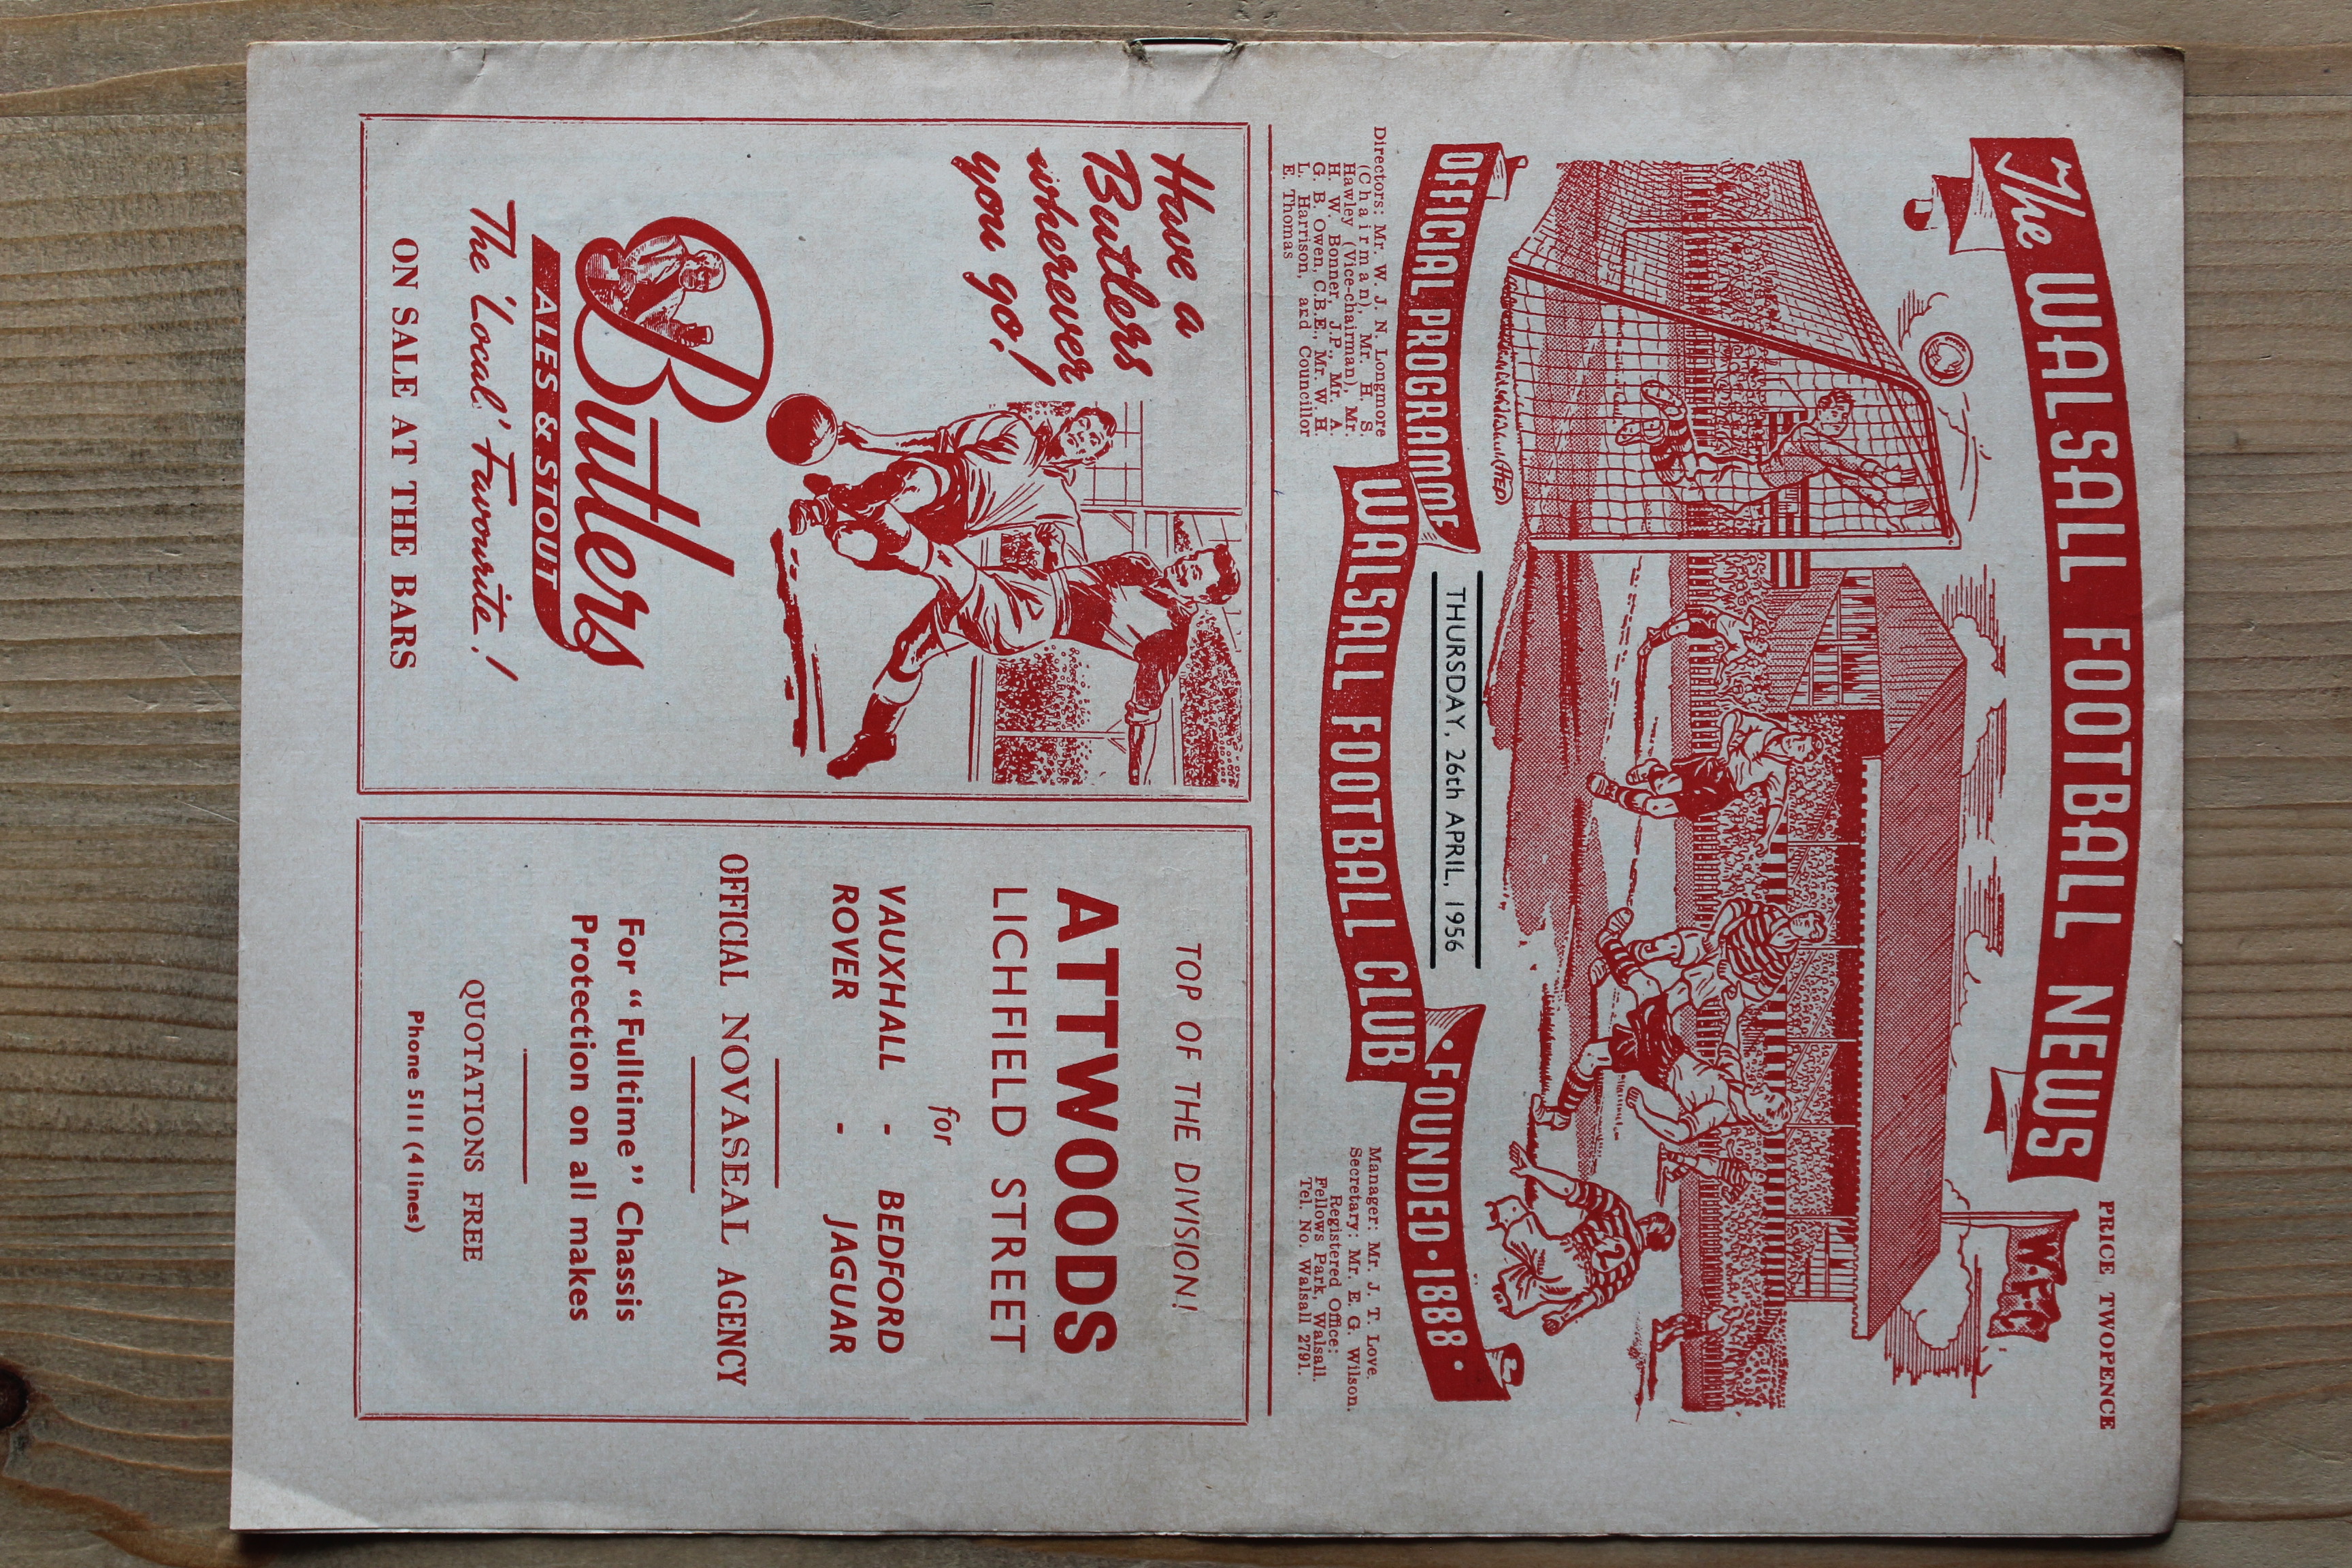 PRICE TWOPENCE
The WALSALL FOOTBALL NEWS
W.F.C
2
THURSDAY, 26th APRIL, 1956
OFFICIAL PROGRAMME
WALSALL FOOTBALL CLUB
• FOUNDED • 1888 •
Directors: Mr. W. J. N. Longmore
(Chairman), Mr. H. S.
Hawley (Vice-chairman), Mr.
H. W. Bonner, J.P., Mr. A.
G. B. Owen, C.B.E., Mr. W. H.
L. Harrison, and Councillor
E. Thomas
Manager: Mr. J. T. Love.
Secretary: Mr. E. G. Wilson.
Registered Office:
Fellows Park, Walsall.
Tel. No. Walsall 2791.
Have a
Butlers
wherever
you go!
Butlers
ALES & STOUT
The 'Local' Favourite!
ON SALE AT THE BARS
TOP OF THE DIVISION!
ATTWOODS
LICHFIELD STREET
for
VAUXHALL - BEDFORD
ROVER - JAGUAR
OFFICIAL NOVASEAL AGENCY
For "Fulltime" Chassis
Protection on all makes
QUOTATIONS FREE
Phone 5111 (4 lines)